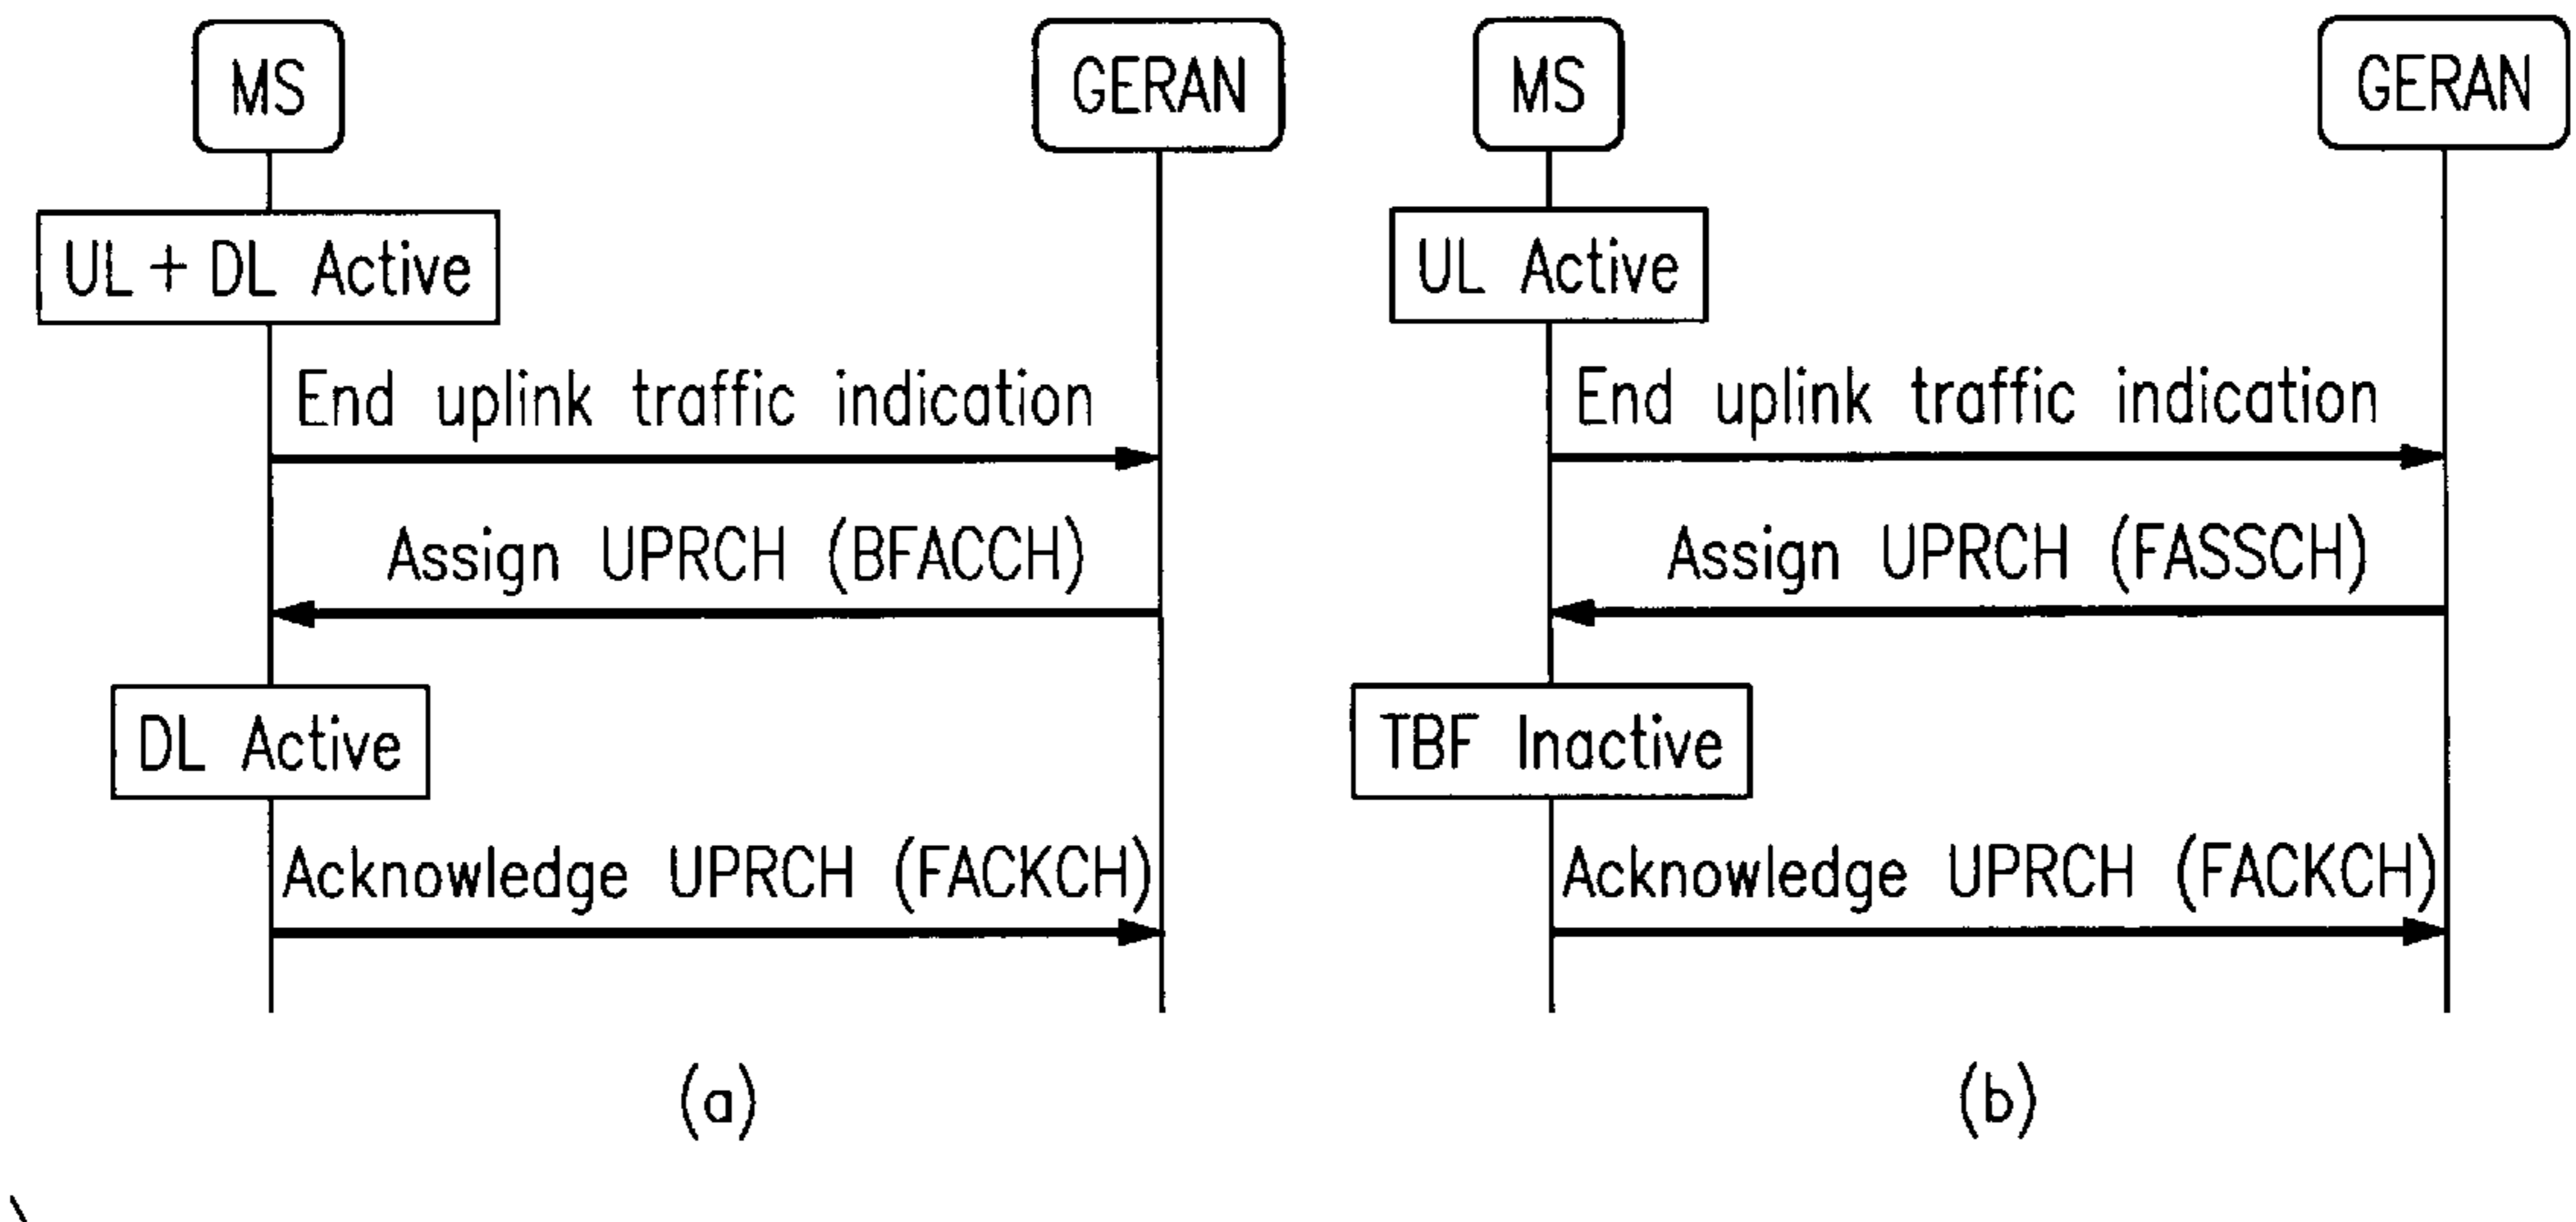 MS
GERAN
UL + DL Active
End uplink traffic indication
Assign UPRCH (BFACCH)
DL Active
Acknowledge UPRCH (FACKCH)
(a)
MS
GERAN
UL Active
End uplink traffic indication
Assign UPRCH (FASSCH)
TBF Inactive
Acknowledge UPRCH (FACKCH)
(b)